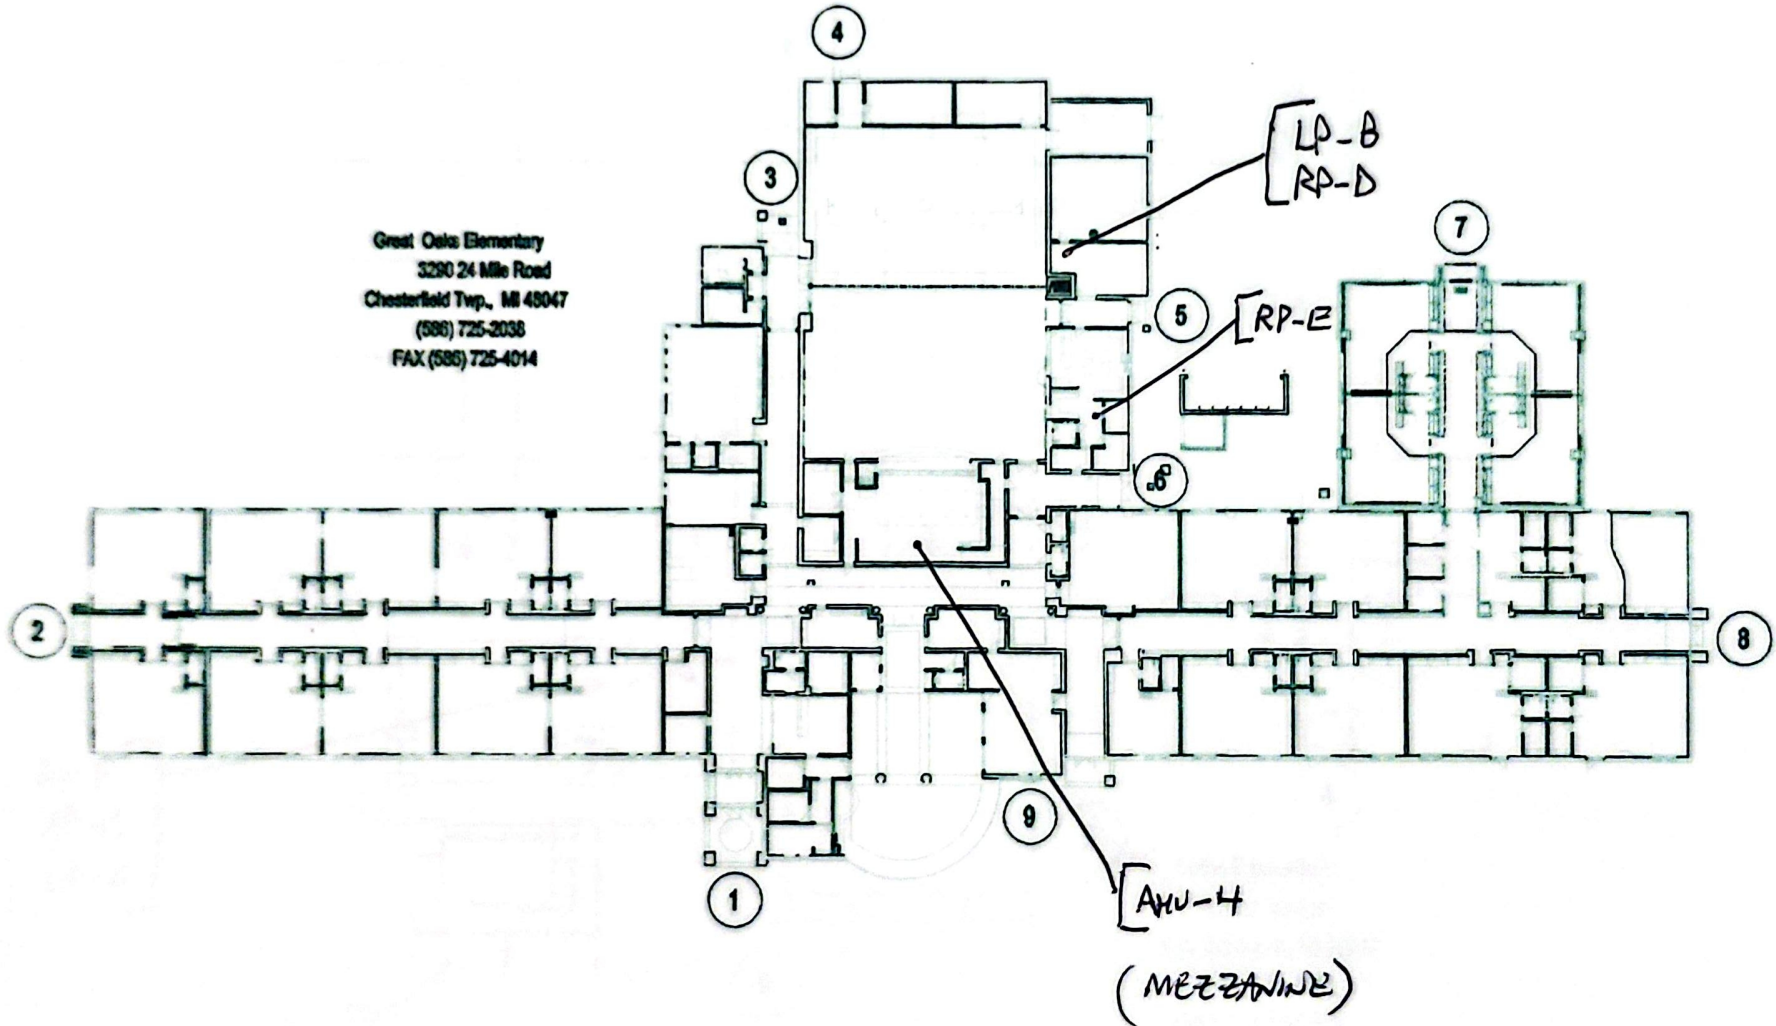 4
LP-B
RP-D
3
7
Great Oaks Elementary
3290 24 Mile Road
Chesterfield Twp., MI 48047
(586) 725-2038
FAX (586) 725-4014
5
RP-E
6
2
8
9
1
AHU-4
(MEZZANINE)